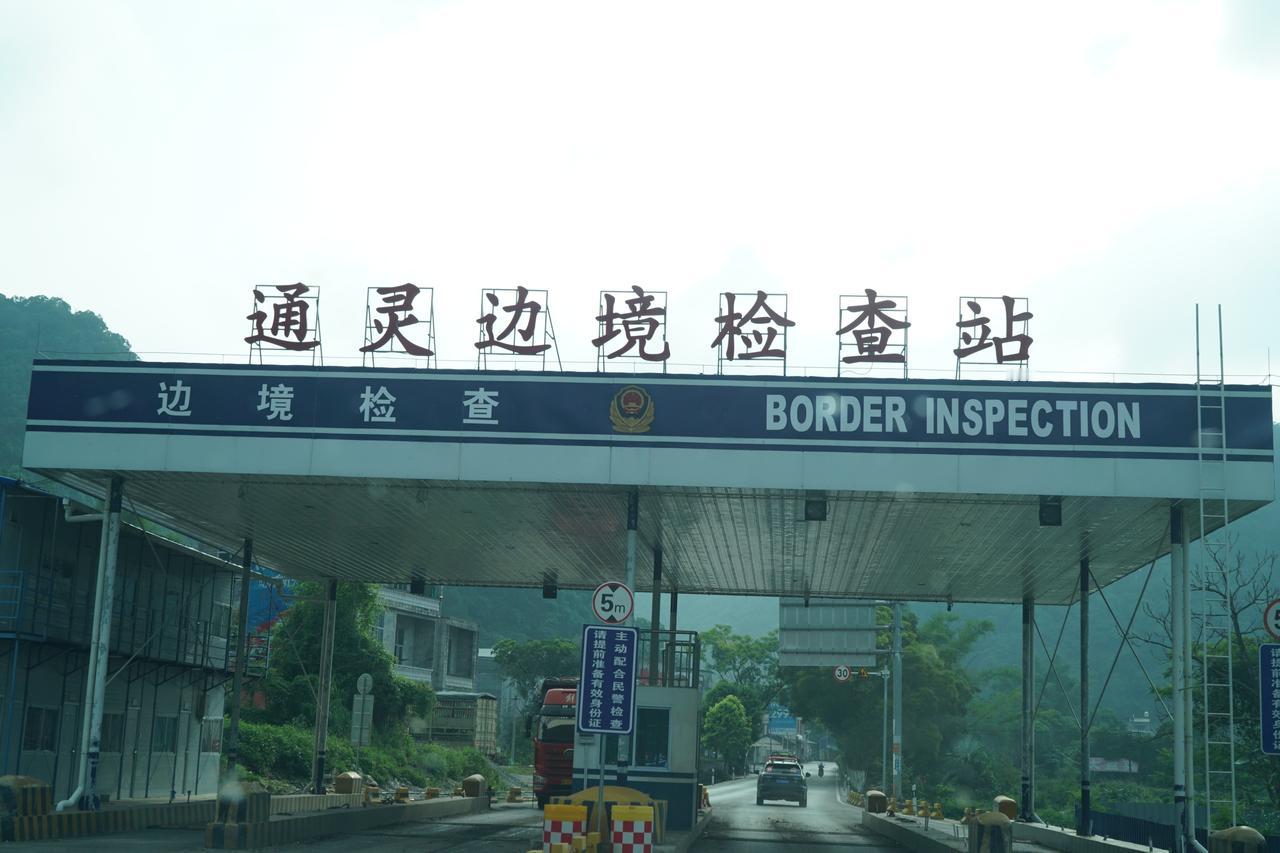 通灵边境检查站
边境检查
BORDER INSPECTION
5m
主动配合民警检查
请提前准备有效身份证
30
5